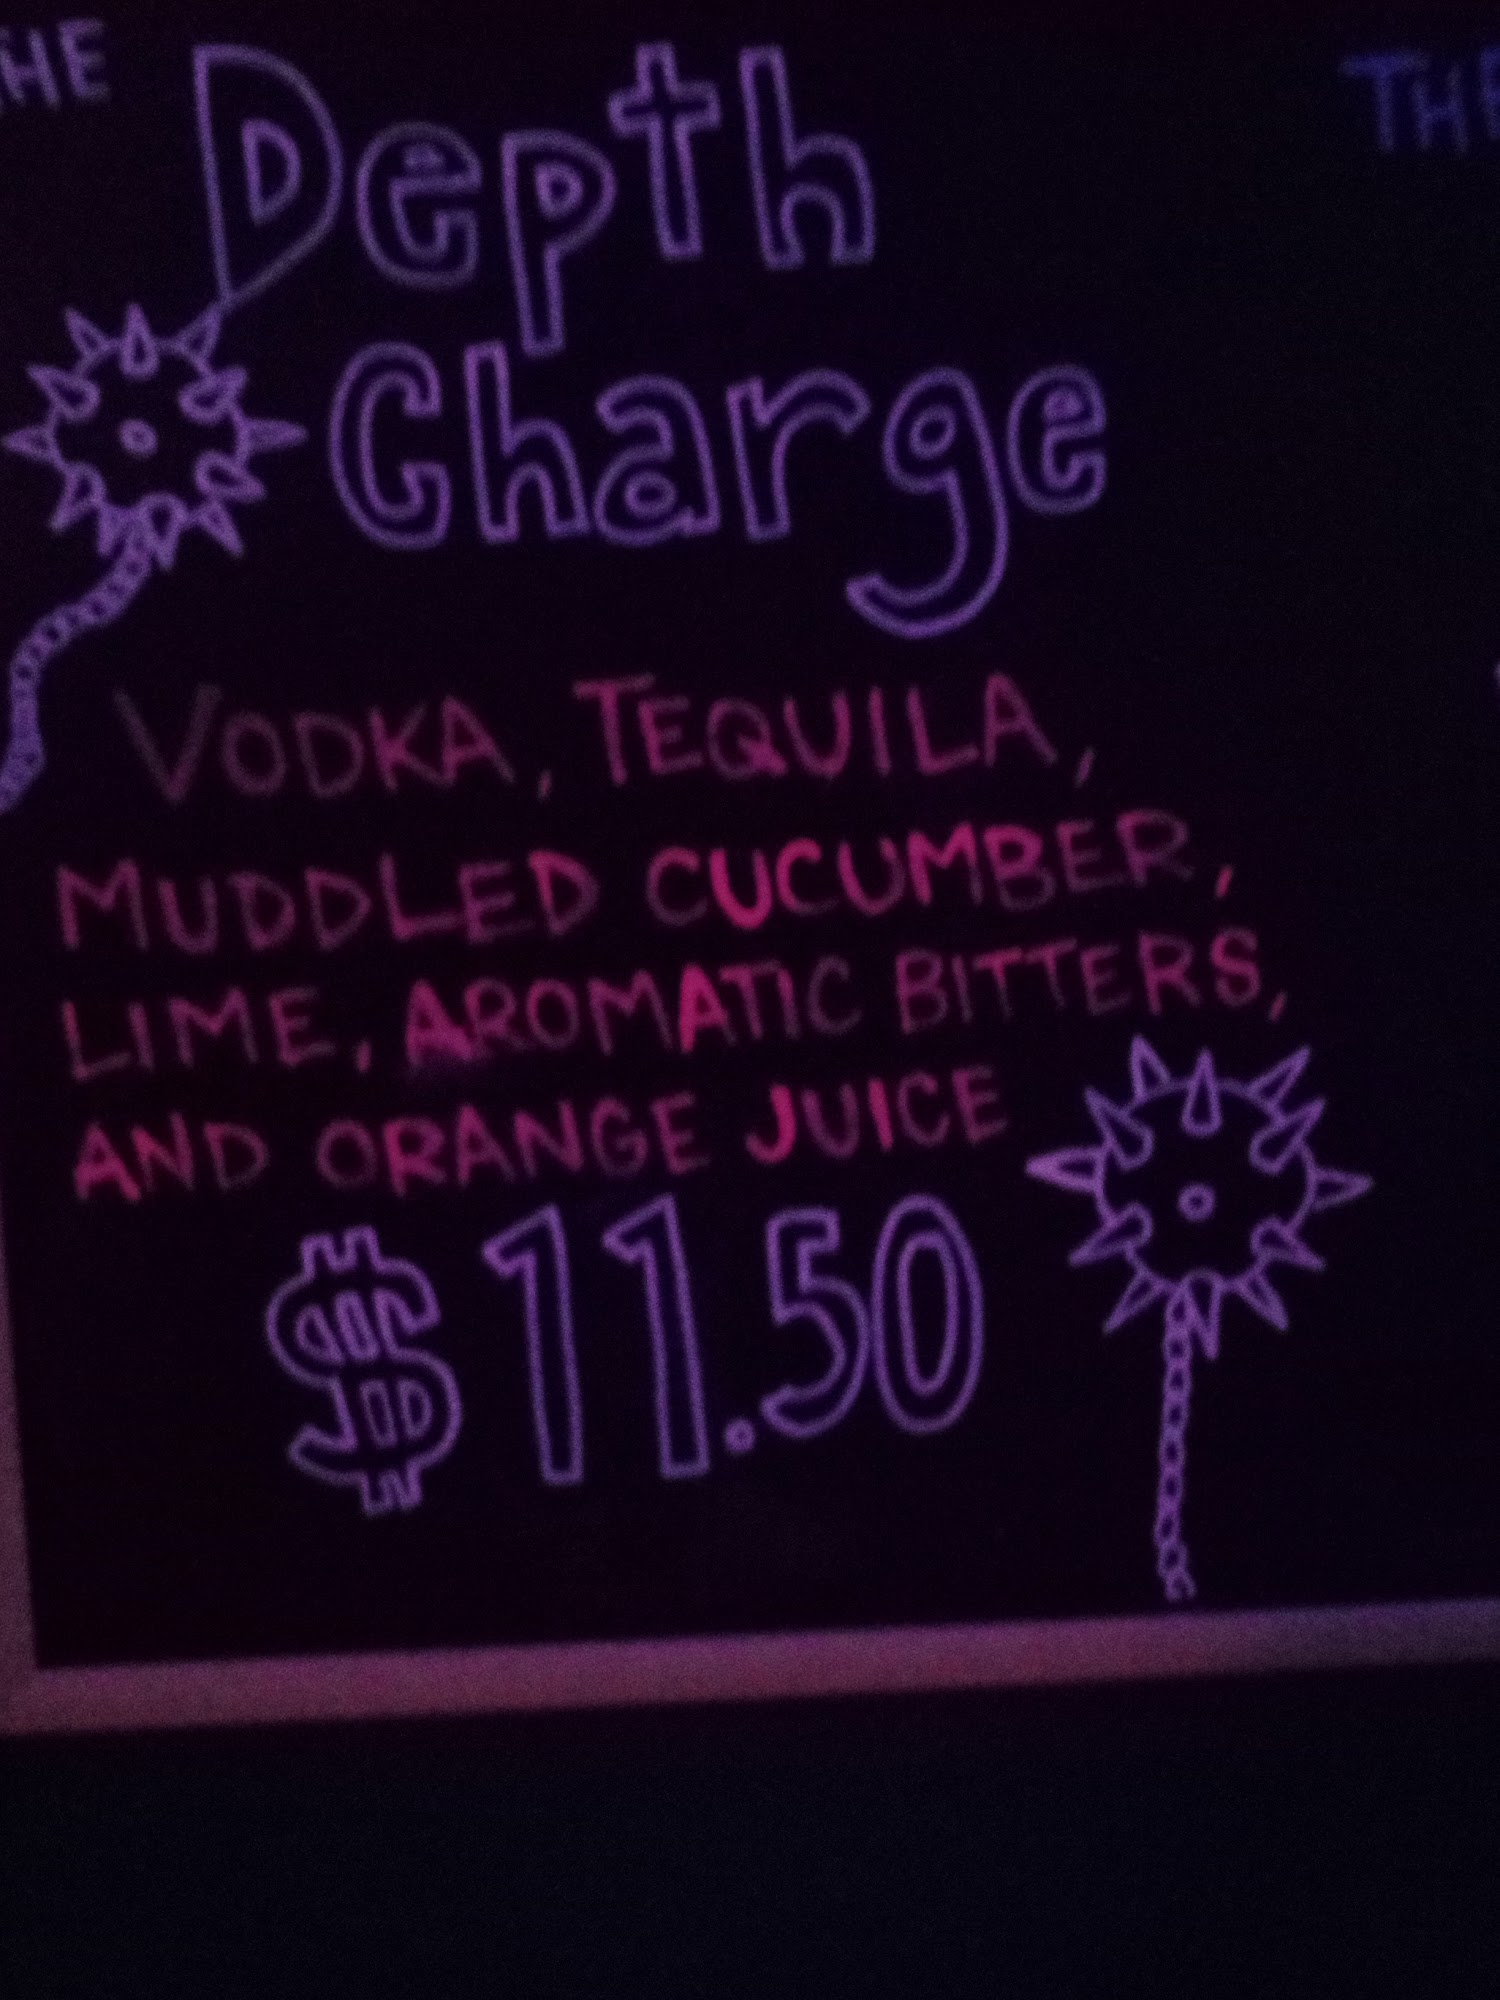 THE
Depth
Charge
VODKA, TEQUILA,
MUDDLED CUCUMBER,
LIME, AROMATIC BITTERS,
AND ORANGE JUICE
$11.50